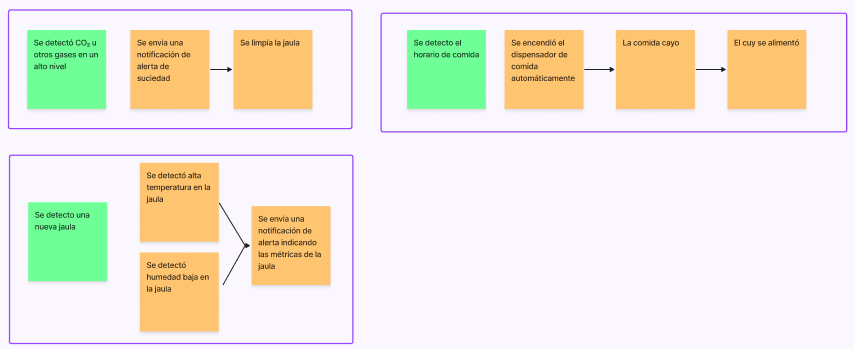 Se detectó CO₂ u
otros gases en un
alto nivel
Se envia una
notificación de
alerta de
suciedad
Se limpia la jaula
Se detecto el
horario de comida
Se encendió el
dispensador de
comida
automáticamente
La comida cayo
El cuy se alimentó
Se detecto una
nueva jaula
Se detectó alta
temperatura en la
jaula
Se detectó
humedad baja en
la jaula
Se envia una
notificación de
alerta indicando
las métricas de la
jaula